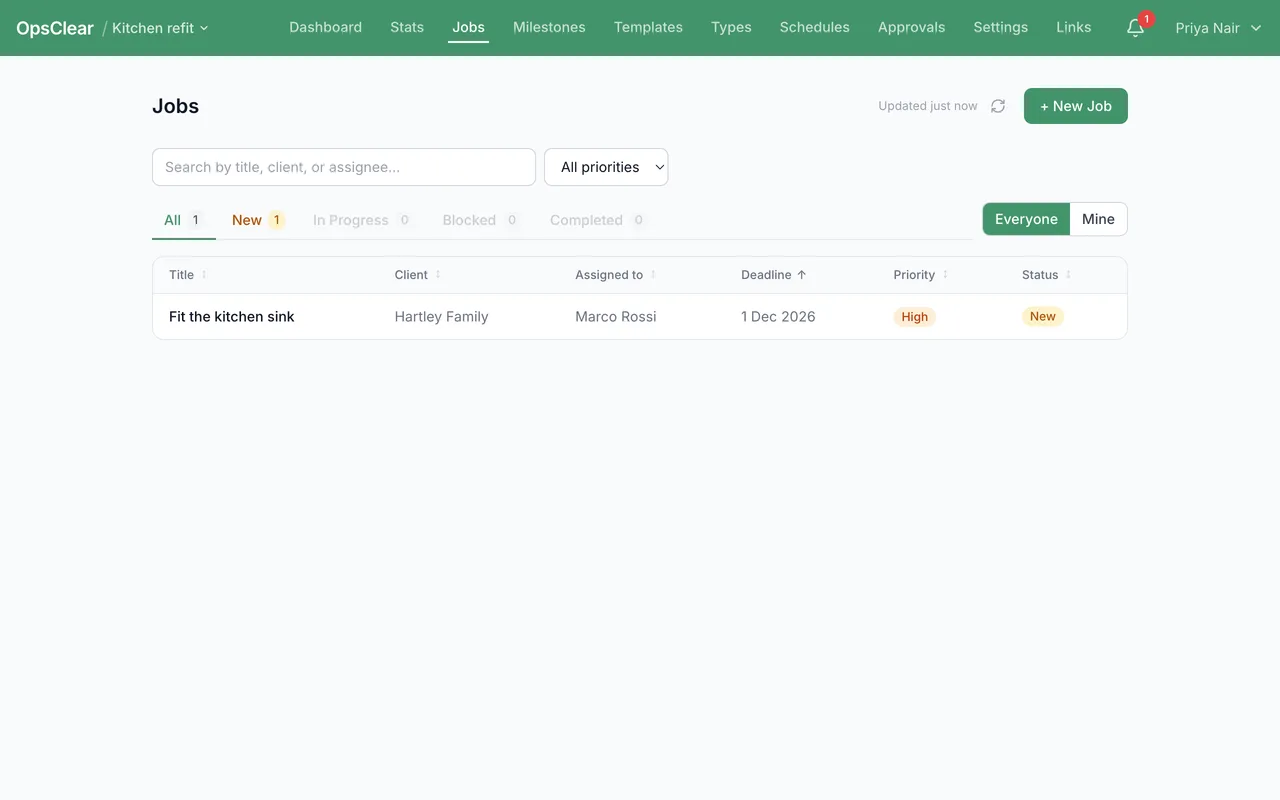 OpsClear / Kitchen refit
Dashboard Stats Jobs Milestones Templates Types Schedules Approvals Settings Links 1 Priya Nair
Jobs
Updated just now + New Job
Search by title, client, or assignee... All priorities
All 1 New 1 In Progress 0 Blocked 0 Completed 0 Everyone Mine
Title Client Assigned to Deadline ↑ Priority Status
Fit the kitchen sink Hartley Family Marco Rossi 1 Dec 2026 High New